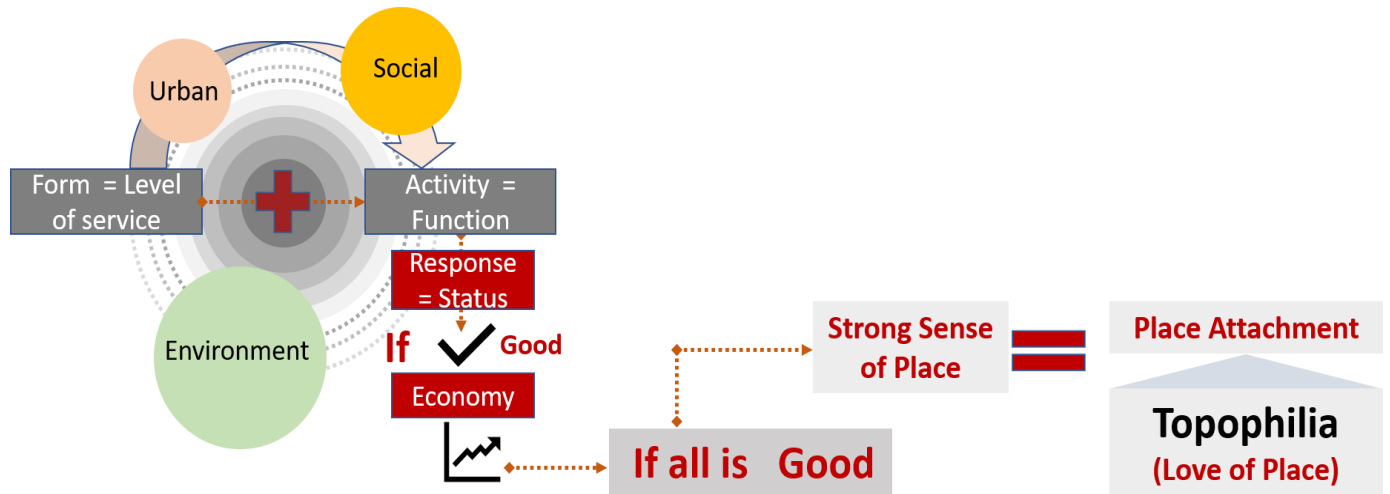 Urban
Social
Form = Level
of service
Activity =
Function
Response
= Status
Environment
If
Good
Economy
If all is Good
Strong Sense
of Place
Place Attachment
Topophilia
(Love of Place)